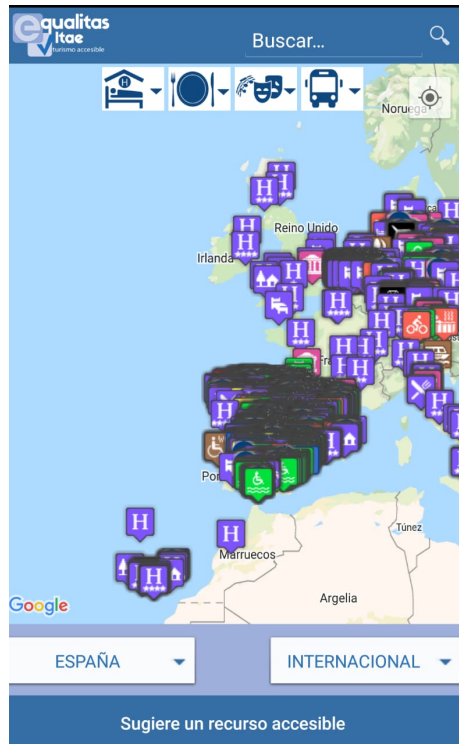 equalitas
Vitae
turismo accesible
Buscar...
Noruega
Reino Unido
Irlanda
Túnez
Marruecos
Argelia
Google
ESPAÑA
INTERNACIONAL
Sugiere un recurso accesible